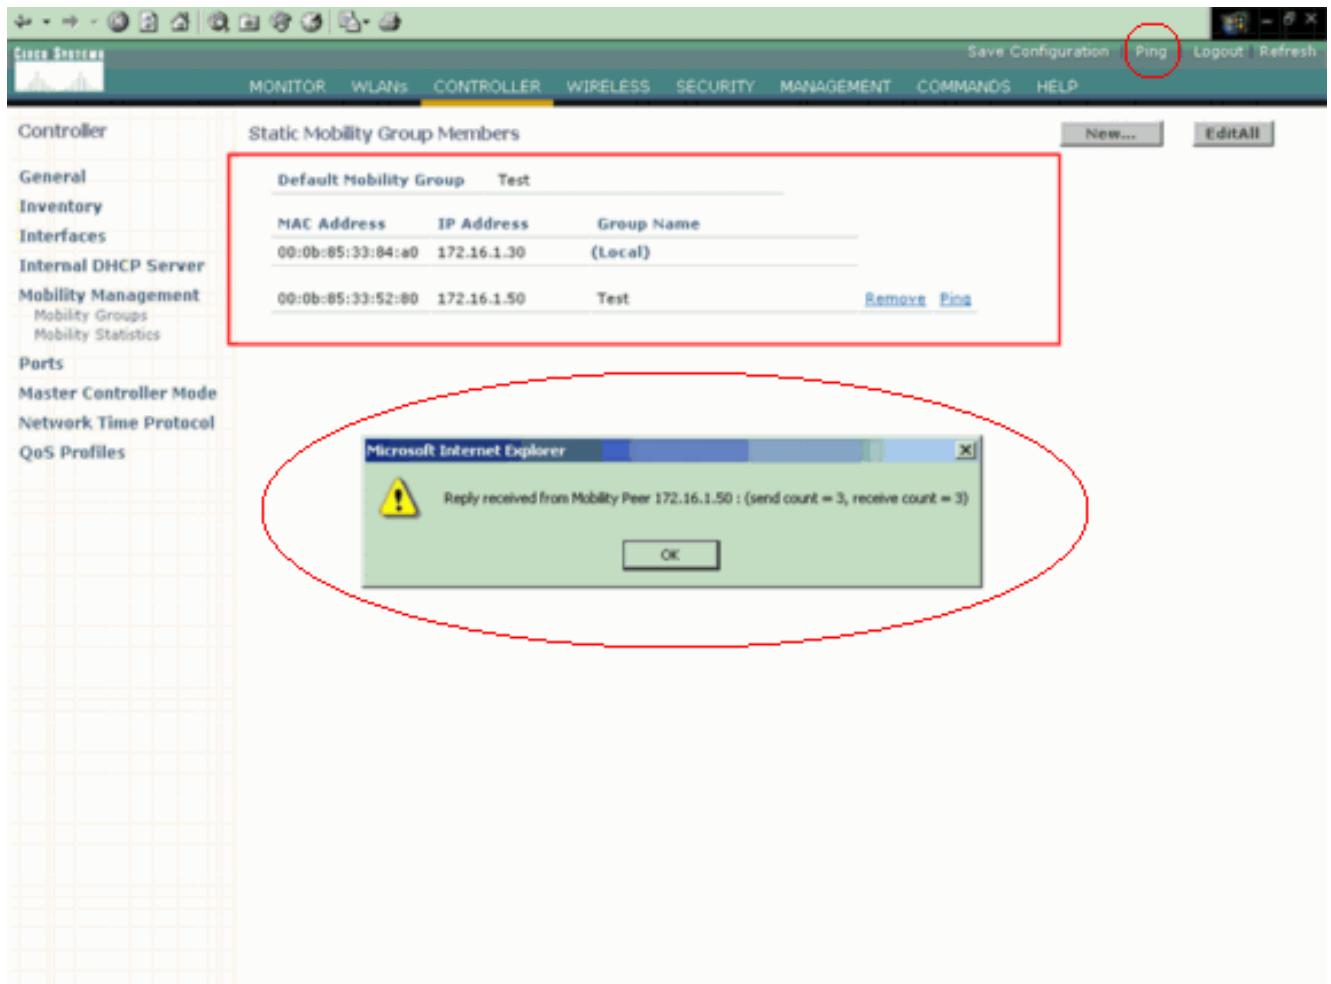 Save Configuration | Ping | Logout | Refresh
CISCO SYSTEMS
MONITOR WLANs CONTROLLER WIRELESS SECURITY MANAGEMENT COMMANDS HELP
Controller
General
Inventory
Interfaces
Internal DHCP Server
Mobility Management
Mobility Groups
Mobility Statistics
Ports
Master Controller Mode
Network Time Protocol
QoS Profiles
Static Mobility Group Members
New...
EditAll
Default Mobility Group Test
MAC Address IP Address Group Name
00:0b:85:33:84:a0 172.16.1.30 (Local)
00:0b:85:33:52:80 172.16.1.50 Test Remove Ping
Microsoft Internet Explorer
Reply received from Mobility Peer 172.16.1.50 : (send count = 3, receive count = 3)
OK